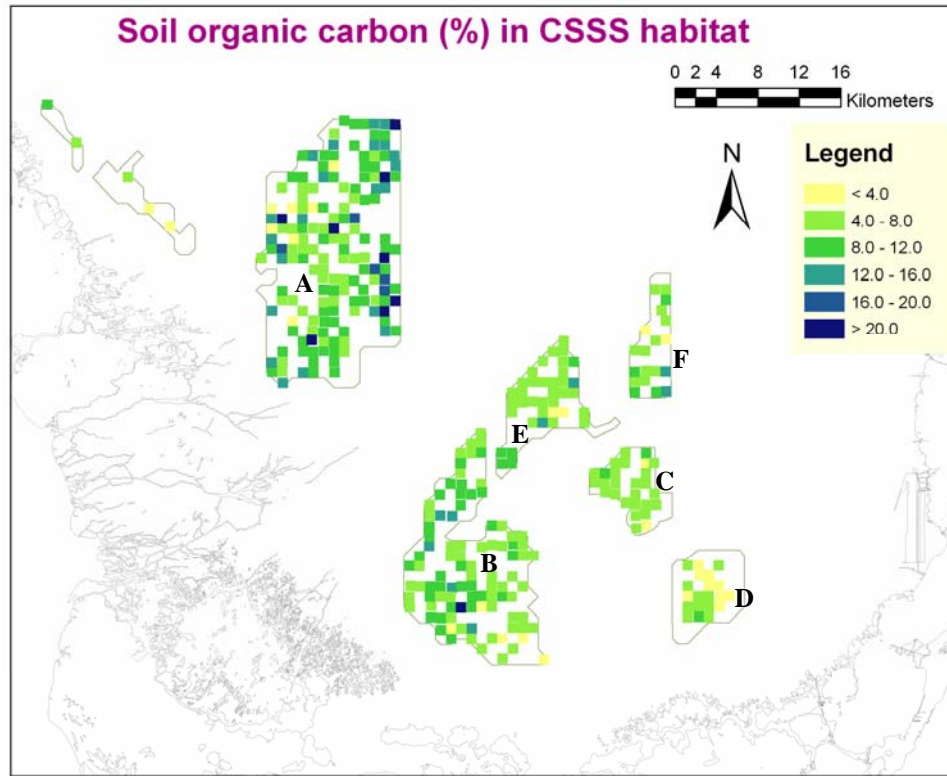 Soil organic carbon (%) in CSSS habitat
0 2 4 8 12 16
Kilometers
N
Legend
< 4.0
4.0 - 8.0
8.0 - 12.0
12.0 - 16.0
16.0 - 20.0
> 20.0
A
F
E
C
B
D